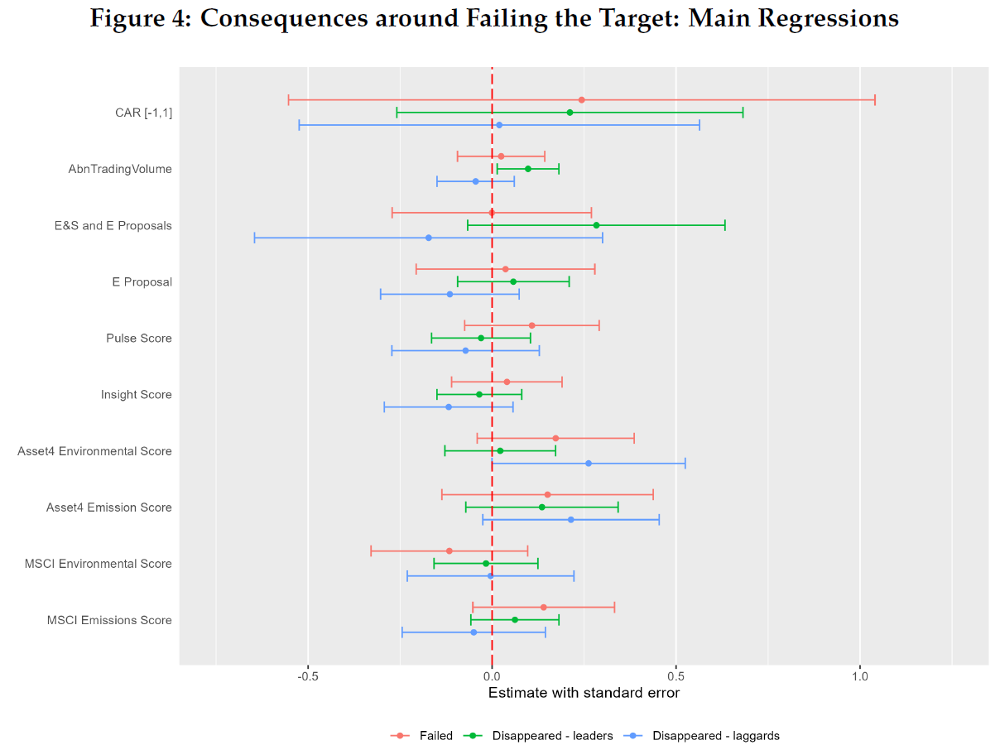 Figure 4: Consequences around Failing the Target: Main Regressions
CAR [-1,1]
AbnTradingVolume
E&S and E Proposals
E Proposal
Pulse Score
Insight Score
Asset4 Environmental Score
Asset4 Emission Score
MSCI Environmental Score
MSCI Emissions Score
-0.5 0.0 0.5 1.0
Estimate with standard error
Failed Disappeared - leaders Disappeared - laggards